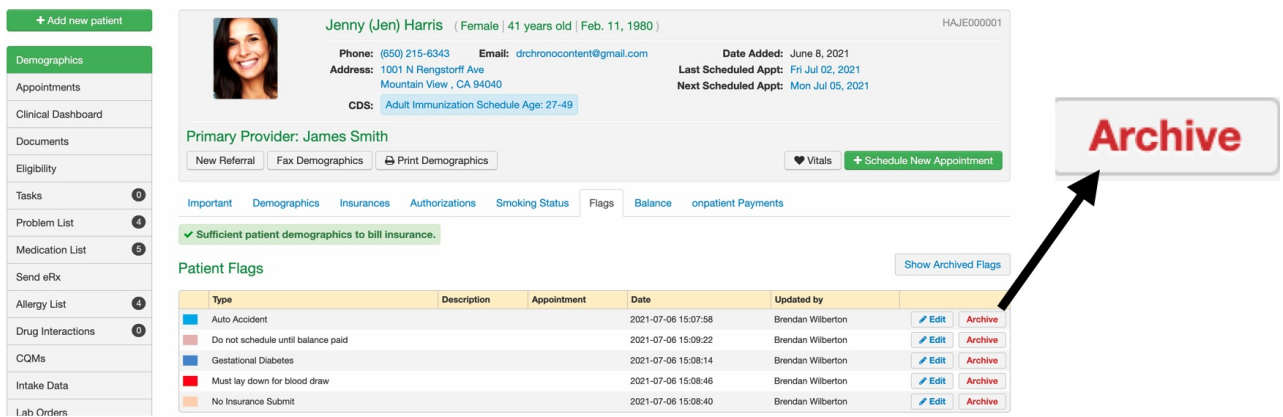 + Add new patient
Demographics
Appointments
Clinical Dashboard
Documents
Eligibility
Tasks 0
Problem List 4
Medication List 5
Send eRx
Allergy List 4
Drug Interactions 0
CQMs
Intake Data
Lab Orders
Jenny (Jen) Harris ( Female | 41 years old | Feb. 11, 1980 )
HAJE000001
Phone: (650) 215-6343 Email: drchronocontent@gmail.com
Address: 1001 N Rengstorff Ave
Mountain View , CA 94040
CDS: Adult Immunization Schedule Age: 27-49
Date Added: June 8, 2021
Last Scheduled Appt: Fri Jul 02, 2021
Next Scheduled Appt: Mon Jul 05, 2021
Primary Provider: James Smith
New Referral Fax Demographics Print Demographics Vitals + Schedule New Appointment
Important Demographics Insurances Authorizations Smoking Status Flags Balance onpatient Payments
✓ Sufficient patient demographics to bill insurance.
Patient Flags
Show Archived Flags
Type Description Appointment Date Updated by
Auto Accident 2021-07-06 15:07:58 Brendan Wilberton Edit Archive
Do not schedule until balance paid 2021-07-06 15:09:22 Brendan Wilberton Edit Archive
Gestational Diabetes 2021-07-06 15:08:14 Brendan Wilberton Edit Archive
Must lay down for blood draw 2021-07-06 15:08:46 Brendan Wilberton Edit Archive
No Insurance Submit 2021-07-06 15:08:40 Brendan Wilberton Edit Archive
Archive